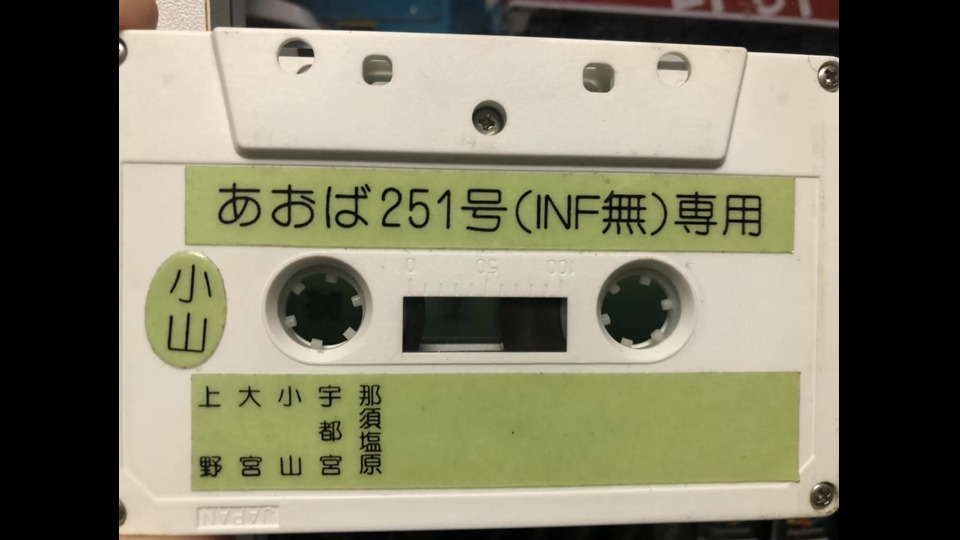 あおば251号(INF無)専用
小山
0 50 100
上野
大宮
小山
宇都宮
那須塩原
JAPAN